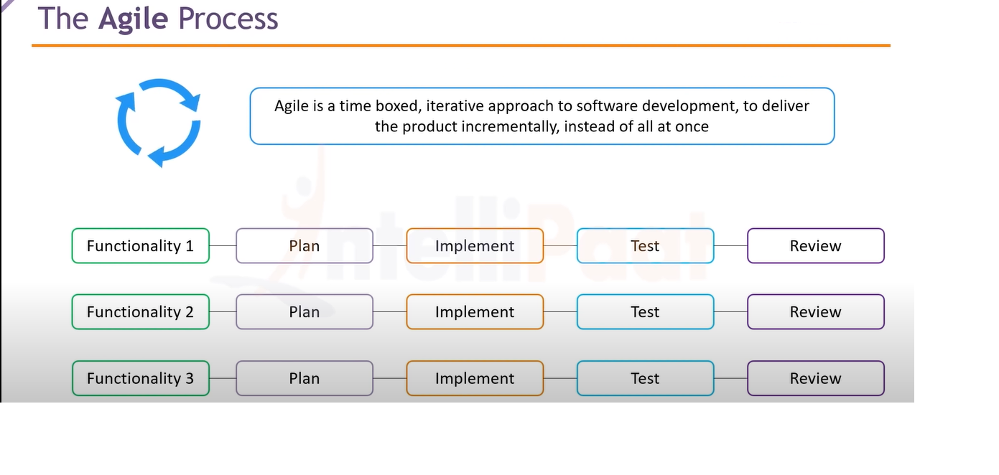 The Agile Process
Agile is a time boxed, iterative approach to software development, to deliver
the product incrementally, instead of all at once
IntelliPaat
Functionality 1 Plan Implement Test Review
Functionality 2 Plan Implement Test Review
Functionality 3 Plan Implement Test Review